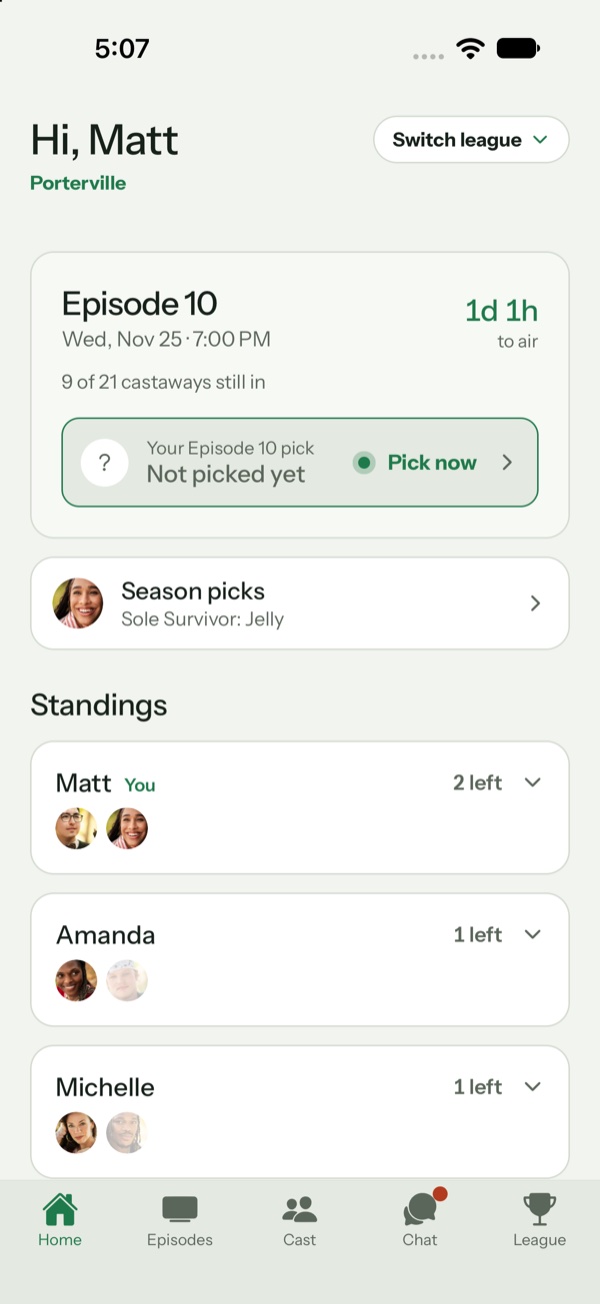 5:07
Hi, Matt
Switch league
Porterville
Episode 10
1d 1h
Wed, Nov 25 · 7:00 PM
to air
9 of 21 castaways still in
?
Your Episode 10 pick
Not picked yet
Pick now
Season picks
Sole Survivor: Jelly
Standings
Matt You
2 left
Amanda
1 left
Michelle
1 left
Home
Episodes
Cast
Chat
League